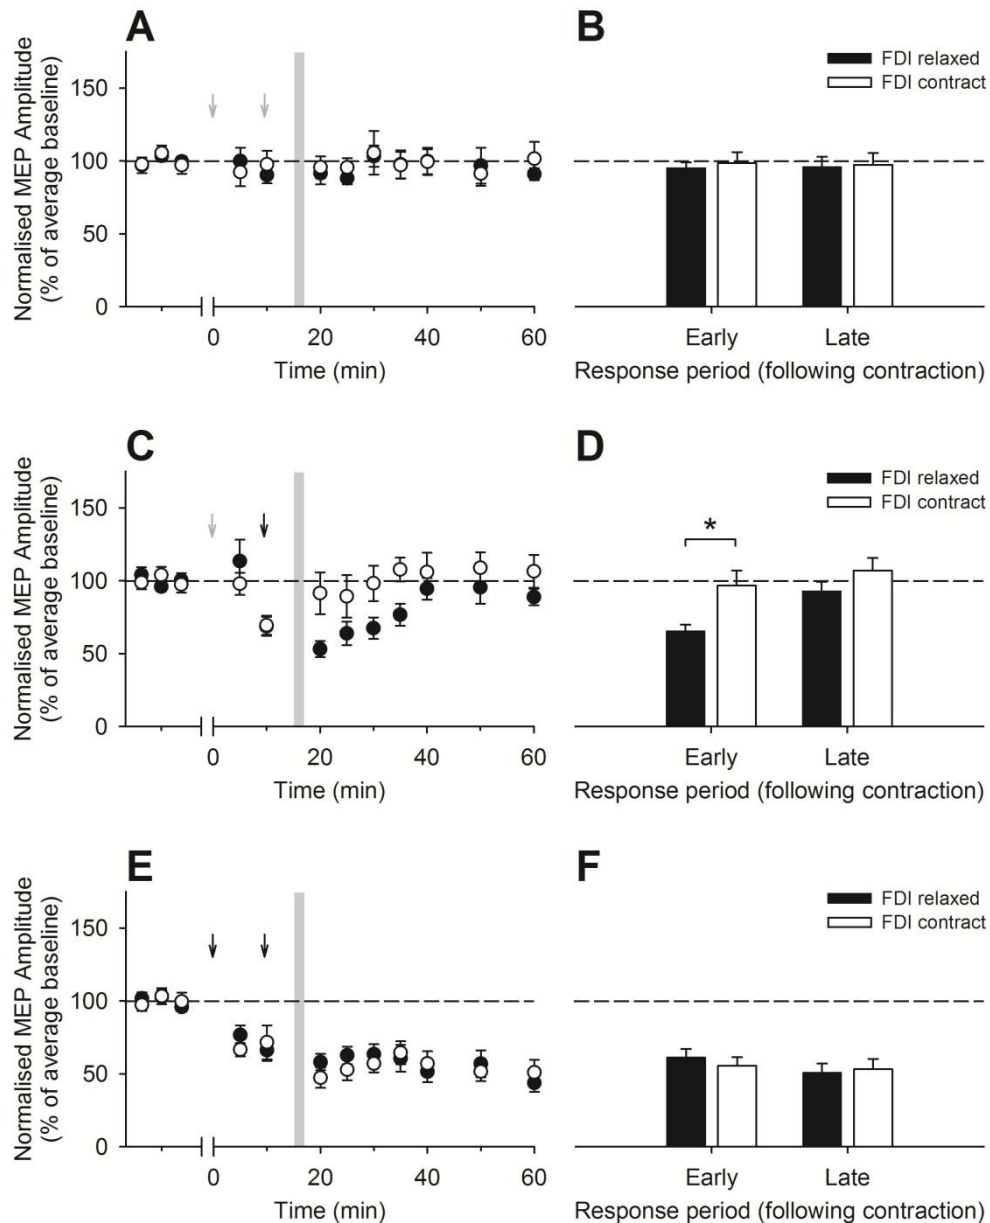 A
Normalised MEP Amplitude
(% of average baseline)
150
100
50
0
0 20 40 60
Time (min)
B
FDI relaxed
FDI contract
Early Late
Response period (following contraction)
C
Normalised MEP Amplitude
(% of average baseline)
150
100
50
0
0 20 40 60
Time (min)
D
FDI relaxed
FDI contract
*
Early Late
Response period (following contraction)
E
Normalised MEP Amplitude
(% of average baseline)
150
100
50
0
0 20 40 60
Time (min)
F
FDI relaxed
FDI contract
Early Late
Response period (following contraction)